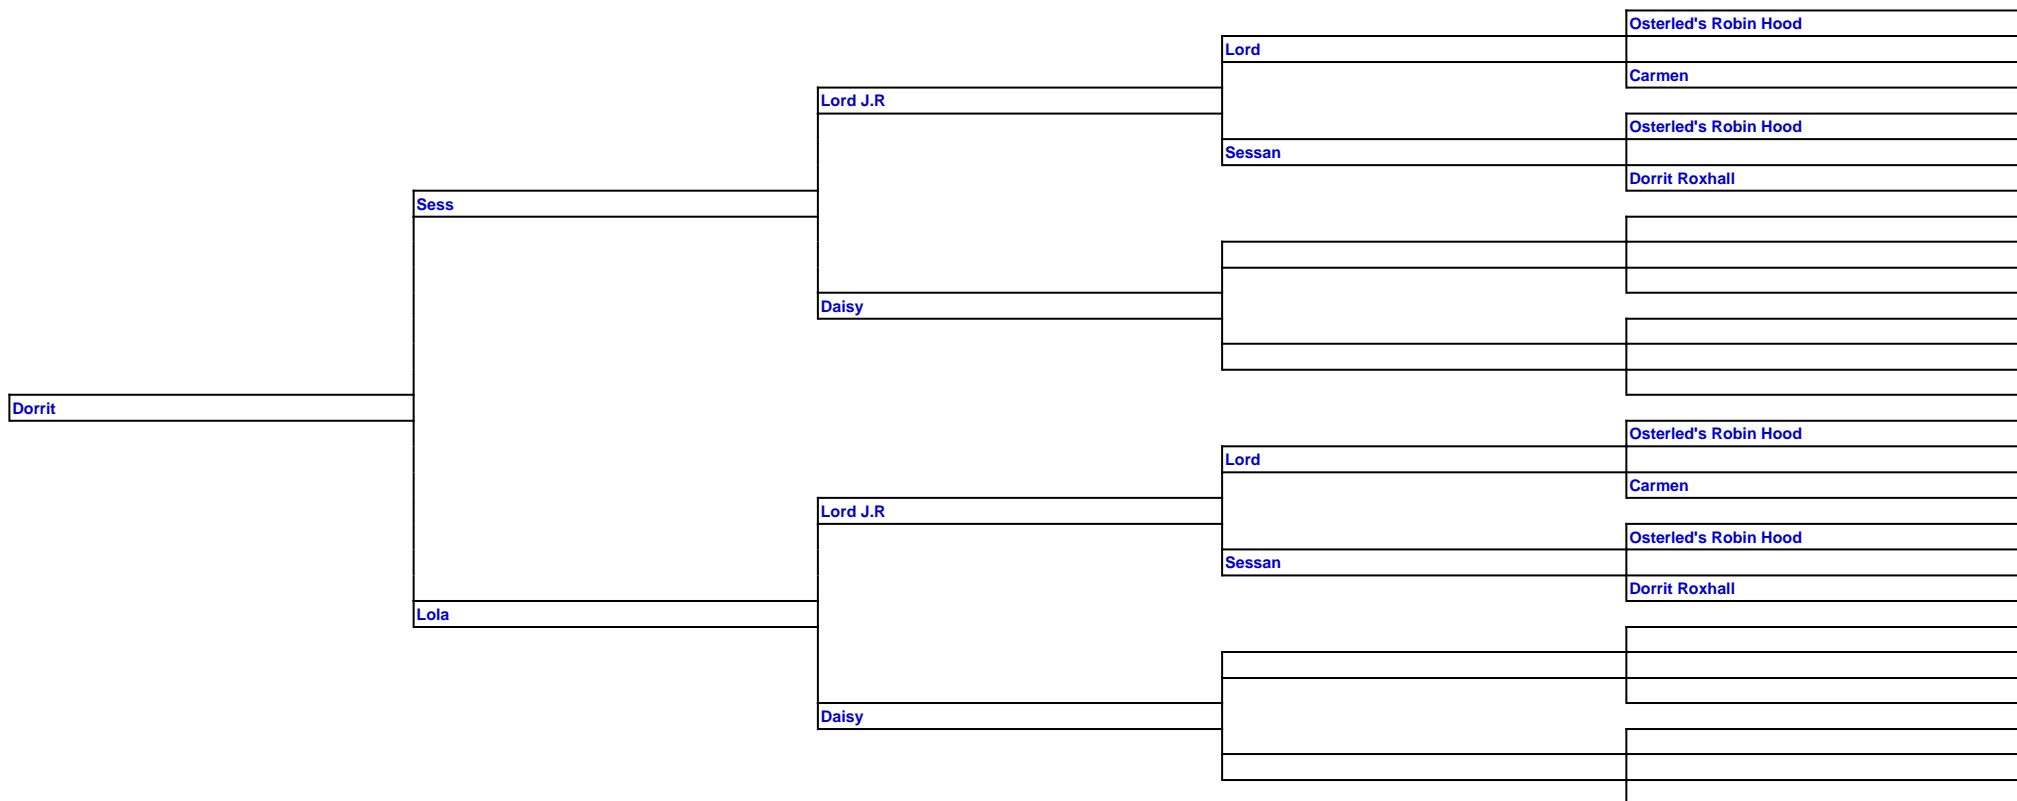 Osterled's Robin Hood
Lord
Carmen
Lord J.R
Osterled's Robin Hood
Sessan
Dorrit Roxhall
Sess
Daisy
Dorrit
Osterled's Robin Hood
Lord
Carmen
Lord J.R
Osterled's Robin Hood
Sessan
Dorrit Roxhall
Lola
Daisy